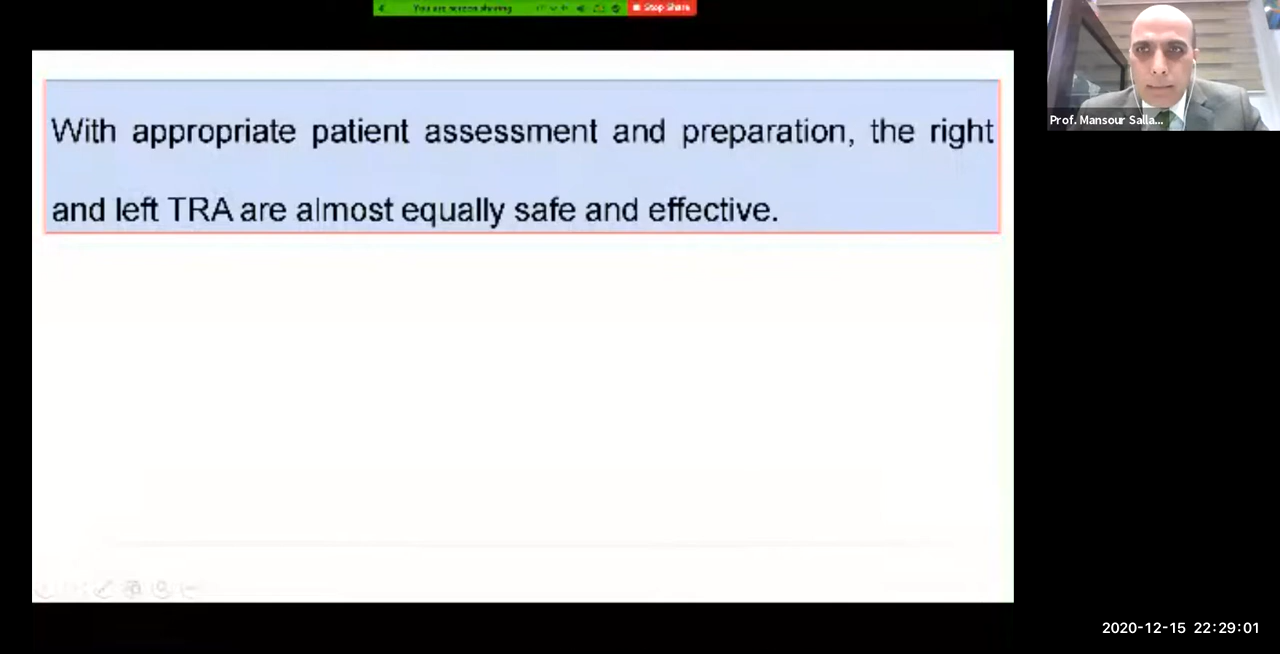 You are screen sharing
Stop Share
With appropriate patient assessment and preparation, the right
and left TRA are almost equally safe and effective.
Prof. Mansour Salla...
2020-12-15 22:29:01